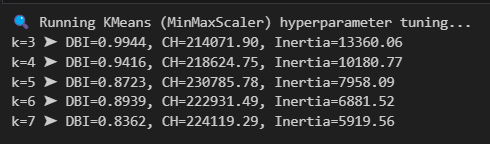 🔍 Running KMeans (MinMaxScaler) hyperparameter tuning...
k=3 ➤ DBI=0.9944, CH=214071.90, Inertia=13360.06
k=4 ➤ DBI=0.9416, CH=218624.75, Inertia=10180.77
k=5 ➤ DBI=0.8723, CH=230785.78, Inertia=7958.09
k=6 ➤ DBI=0.8939, CH=222931.49, Inertia=6881.52
k=7 ➤ DBI=0.8362, CH=224119.29, Inertia=5919.56